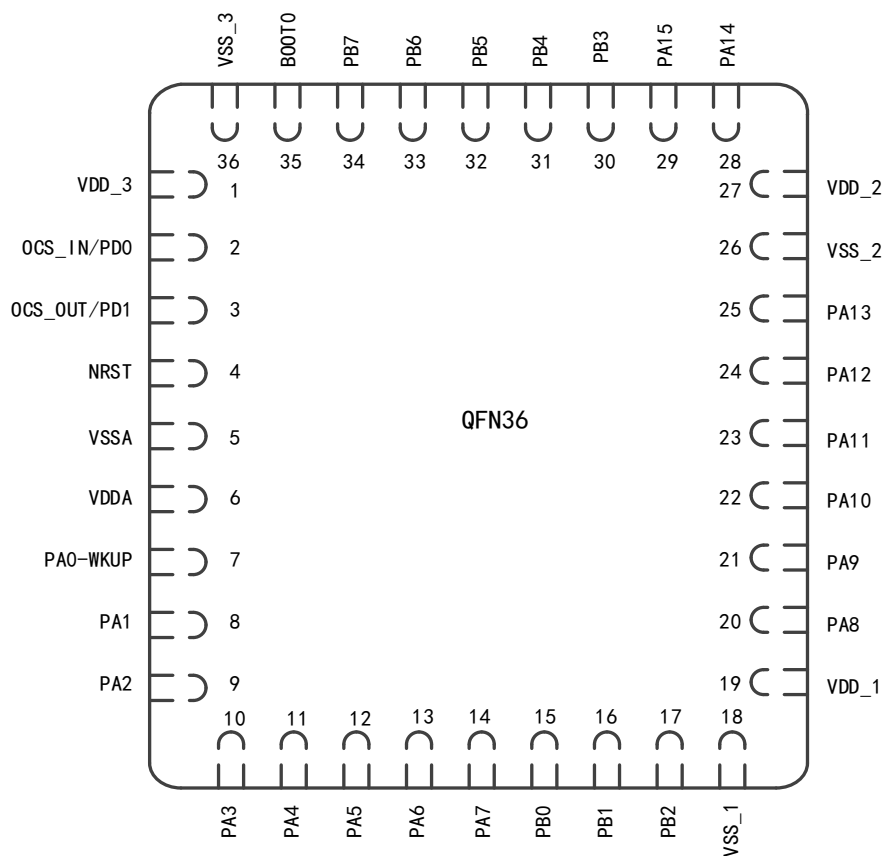 VSS_3 BOOT0 PB7 PB6 PB5 PB4 PB3 PA15 PA14
36 35 34 33 32 31 30 29 28
VDD_3 1 27 VDD_2
OCS_IN/PD0 2 26 VSS_2
OCS_OUT/PD1 3 25 PA13
NRST 4 24 PA12
QFN36
VSSA 5 23 PA11
VDDA 6 22 PA10
PA0-WKUP 7 21 PA9
PA1 8 20 PA8
PA2 9 19 VDD_1
10 11 12 13 14 15 16 17 18
PA3 PA4 PA5 PA6 PA7 PB0 PB1 PB2 VSS_1